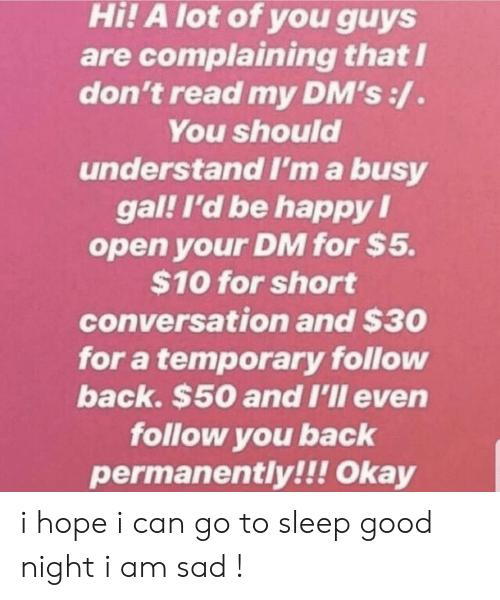 Hi! A lot of you guys
are complaining that I
don't read my DM's :/.
You should
understand I'm a busy
gal! I'd be happy I
open your DM for $5.
$10 for short
conversation and $30
for a temporary follow
back. $50 and I'll even
follow you back
permanently!!! Okay
i hope i can go to sleep good
night i am sad !